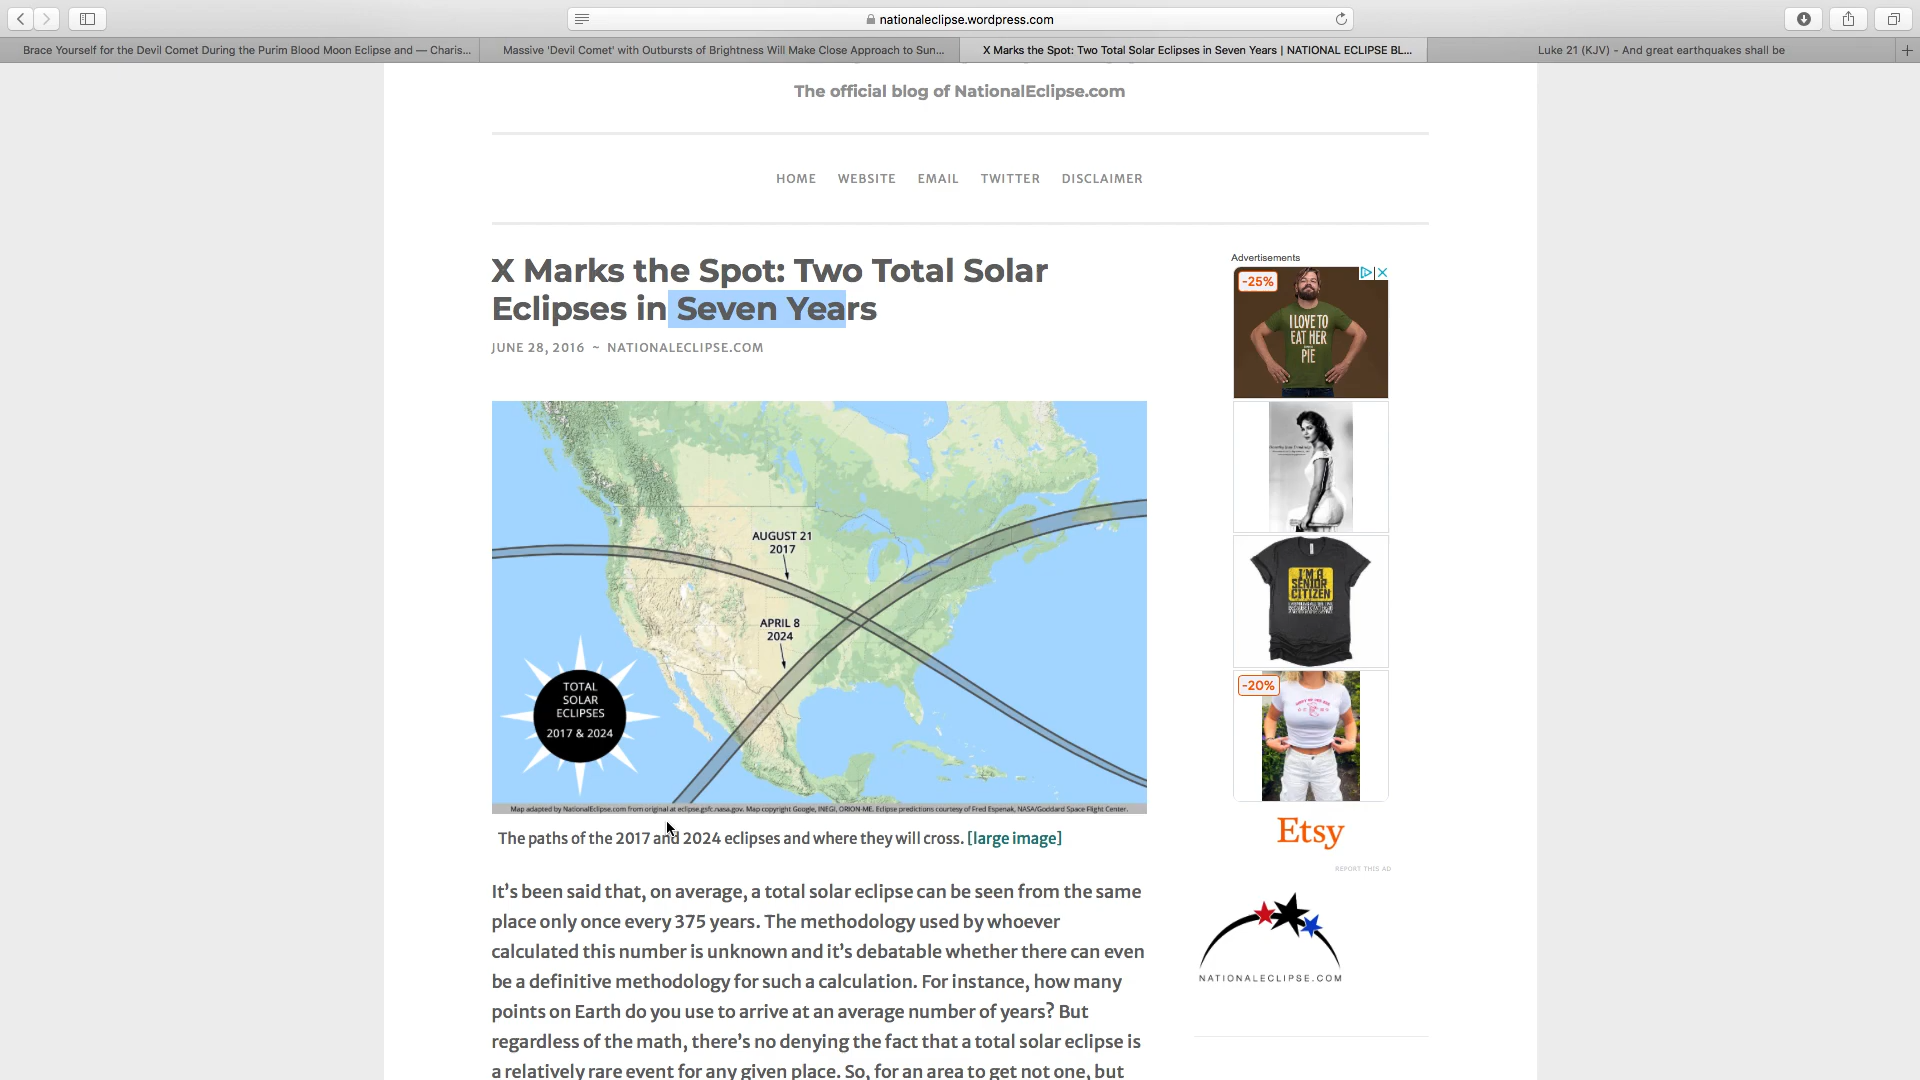 nationaleclipse.wordpress.com
Brace Yourself for the Devil Comet During the Purim Blood Moon Eclipse and — Charis...
Massive 'Devil Comet' with Outbursts of Brightness Will Make Close Approach to Sun...
X Marks the Spot: Two Total Solar Eclipses in Seven Years | NATIONAL ECLIPSE BL...
Luke 21 (KJV) - And great earthquakes shall be
The official blog of NationalEclipse.com
HOME WEBSITE EMAIL TWITTER DISCLAIMER
X Marks the Spot: Two Total Solar
Eclipses in Seven Years
JUNE 28, 2016 ~ NATIONALECLIPSE.COM
AUGUST 21
2017
APRIL 8
2024
TOTAL
SOLAR
ECLIPSES
2017 & 2024
Map adapted by NationalEclipse.com from original at eclipse.gsfc.nasa.gov. Map copyright Google, INEGI, ORION-ME. Eclipse predictions courtesy of Fred Espenak, NASA/Goddard Space Flight Center.
The paths of the 2017 and 2024 eclipses and where they will cross. [large image]
It's been said that, on average, a total solar eclipse can be seen from the same
place only once every 375 years. The methodology used by whoever
calculated this number is unknown and it's debatable whether there can even
be a definitive methodology for such a calculation. For instance, how many
points on Earth do you use to arrive at an average number of years? But
regardless of the math, there's no denying the fact that a total solar eclipse is
a relatively rare event for any given place. So, for an area to get not one, but
Advertisements
-25%
I LOVE TO
EAT HER
PIE
I'M A
SENIOR
CITIZEN
-20%
Etsy
REPORT THIS AD
NATIONALECLIPSE.COM